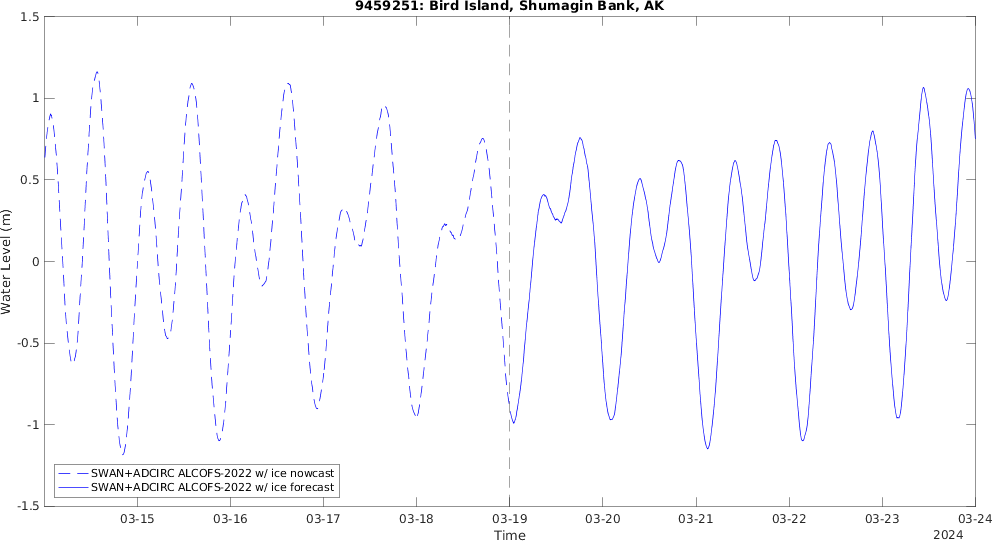 9459251: Bird Island, Shumagin Bank, AK
1.5
1
0.5
0
-0.5
-1
-1.5
Water Level (m)
SWAN+ADCIRC ALCOFS-2022 w/ ice nowcast
SWAN+ADCIRC ALCOFS-2022 w/ ice forecast
03-15 03-16 03-17 03-18 03-19 03-20 03-21 03-22 03-23 03-24
Time
2024